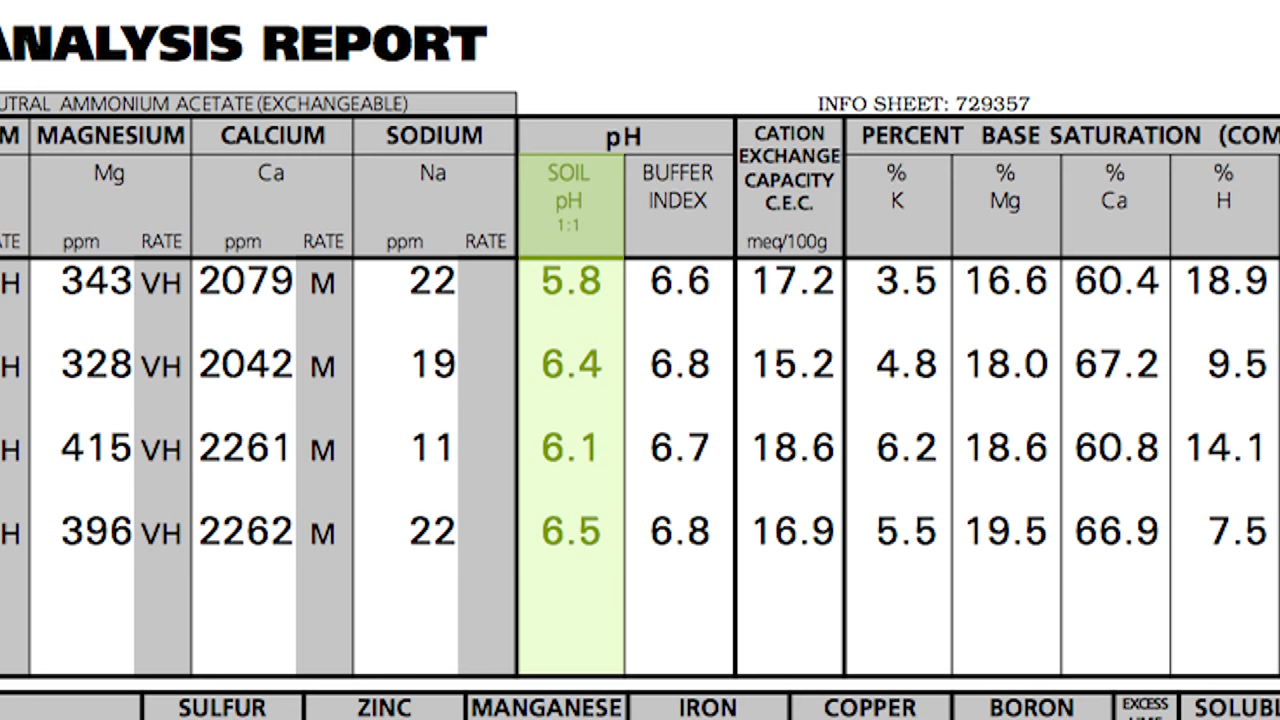 ANALYSIS REPORT
UTRAL AMMONIUM ACETATE (EXCHANGEABLE)
INFO SHEET: 729357
M MAGNESIUM CALCIUM SODIUM pH CATION EXCHANGE CAPACITY C.E.C. PERCENT BASE SATURATION (COM
Mg Ca Na SOIL pH 1:1 BUFFER INDEX % K % Mg % Ca % H
ATE ppm RATE ppm RATE ppm RATE meq/100g
H 343 VH 2079 M 22 5.8 6.6 17.2 3.5 16.6 60.4 18.9
H 328 VH 2042 M 19 6.4 6.8 15.2 4.8 18.0 67.2 9.5
H 415 VH 2261 M 11 6.1 6.7 18.6 6.2 18.6 60.8 14.1
H 396 VH 2262 M 22 6.5 6.8 16.9 5.5 19.5 66.9 7.5
SULFUR ZINC MANGANESE IRON COPPER BORON EXCESS SOLUBL